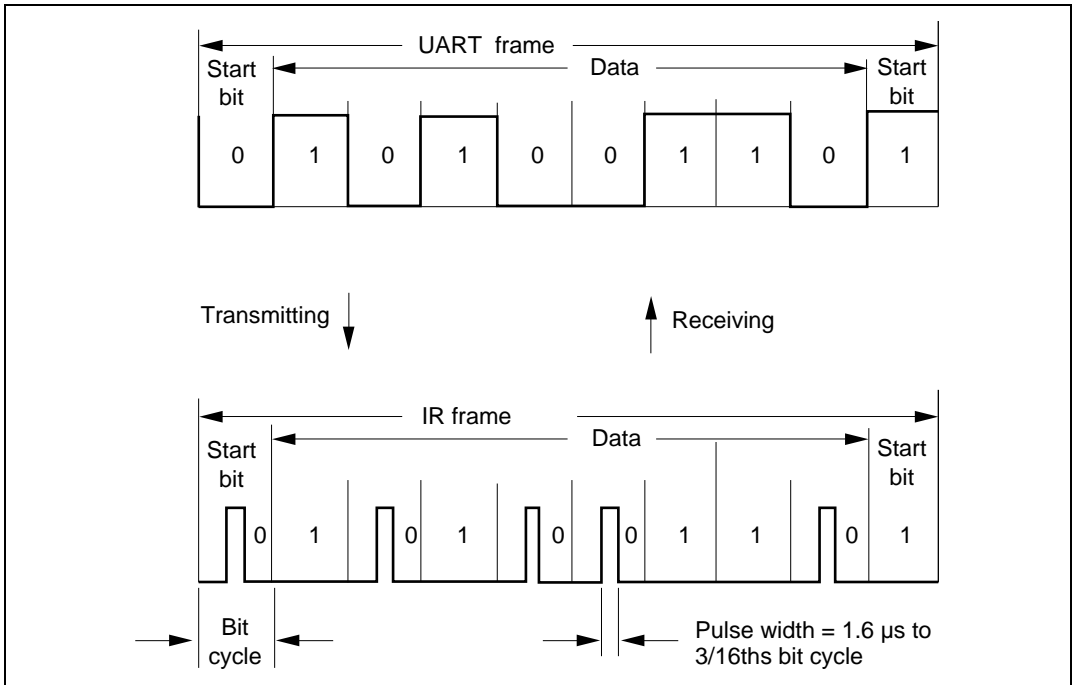 UART frame
Start bit
Data
Start bit
0 1 0 1 0 0 1 1 0 1
Transmitting
Receiving
IR frame
Start bit
Data
Start bit
0 1 0 1 0 0 1 1 0 1
Bit cycle
Pulse width = 1.6 µs to
3/16ths bit cycle